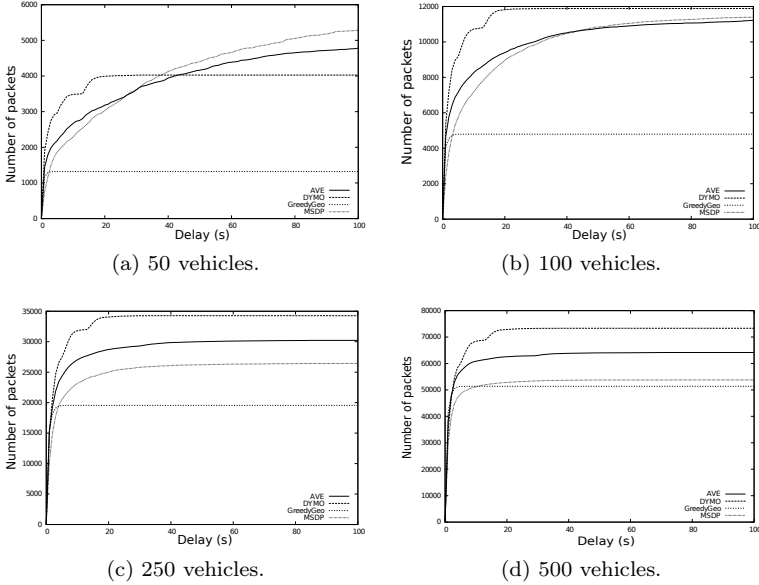 6000
5000
4000
3000
2000
1000
0
Number of packets
0 20 40 60 80 100
Delay (s)
AVE
DYMO
GreedyGeo
MSDP
(a) 50 vehicles.
12000
10000
8000
6000
4000
2000
0
Number of packets
0 20 40 60 80 100
Delay (s)
AVE
DYMO
GreedyGeo
MSDP
(b) 100 vehicles.
35000
30000
25000
20000
15000
10000
5000
0
Number of packets
0 20 40 60 80 100
Delay (s)
AVE
DYMO
GreedyGeo
MSDP
(c) 250 vehicles.
80000
70000
60000
50000
40000
30000
20000
10000
0
Number of packets
0 20 40 60 80 100
Delay (s)
AVE
DYMO
GreedyGeo
MSDP
(d) 500 vehicles.